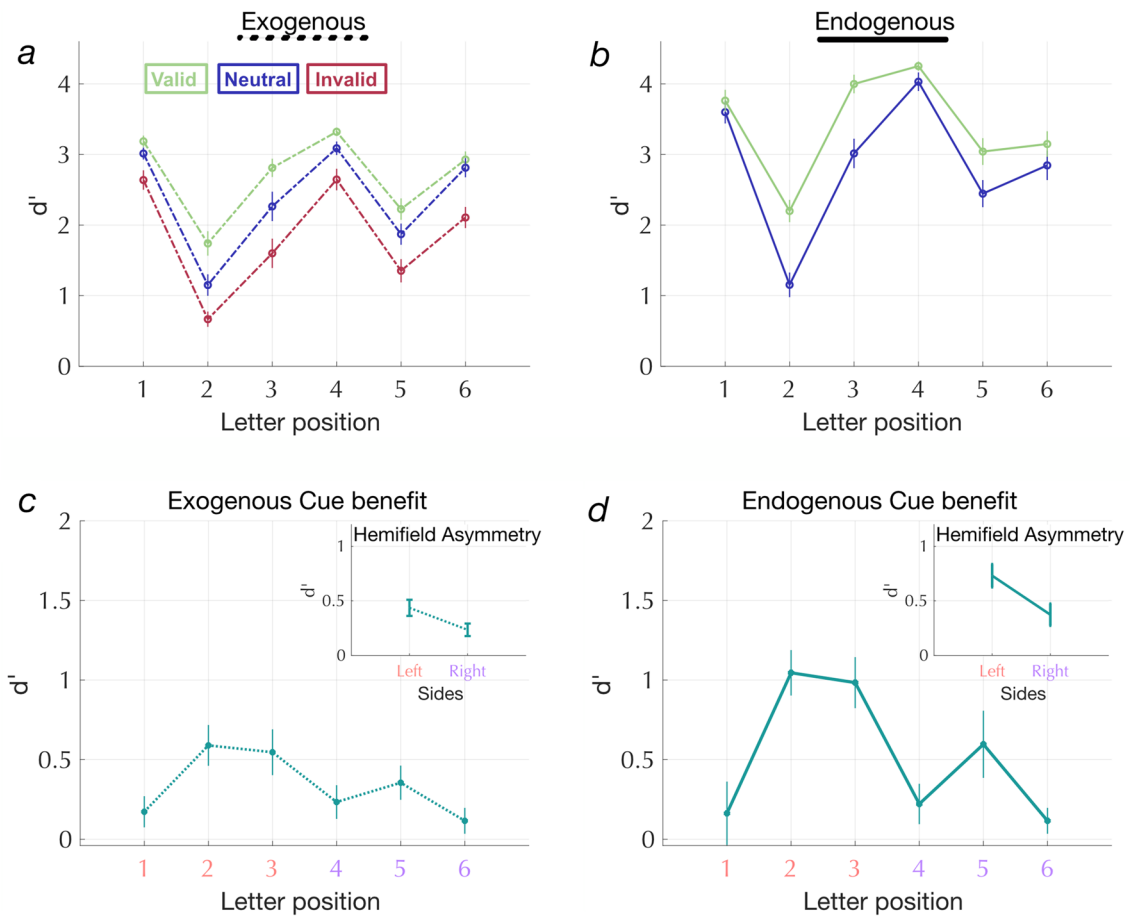 a
Exogenous
Valid
Neutral
Invalid
d'
4
3
2
1
0
1 2 3 4 5 6
Letter position
b
Endogenous
d'
4
3
2
1
0
1 2 3 4 5 6
Letter position
c
Exogenous Cue benefit
d'
2
1.5
1
0.5
0
1 2 3 4 5 6
Letter position
Hemifield Asymmetry
d'
1
0.5
0
Left Right
Sides
d
Endogenous Cue benefit
d'
2
1.5
1
0.5
0
1 2 3 4 5 6
Letter position
Hemifield Asymmetry
d'
1
0.5
0
Left Right
Sides